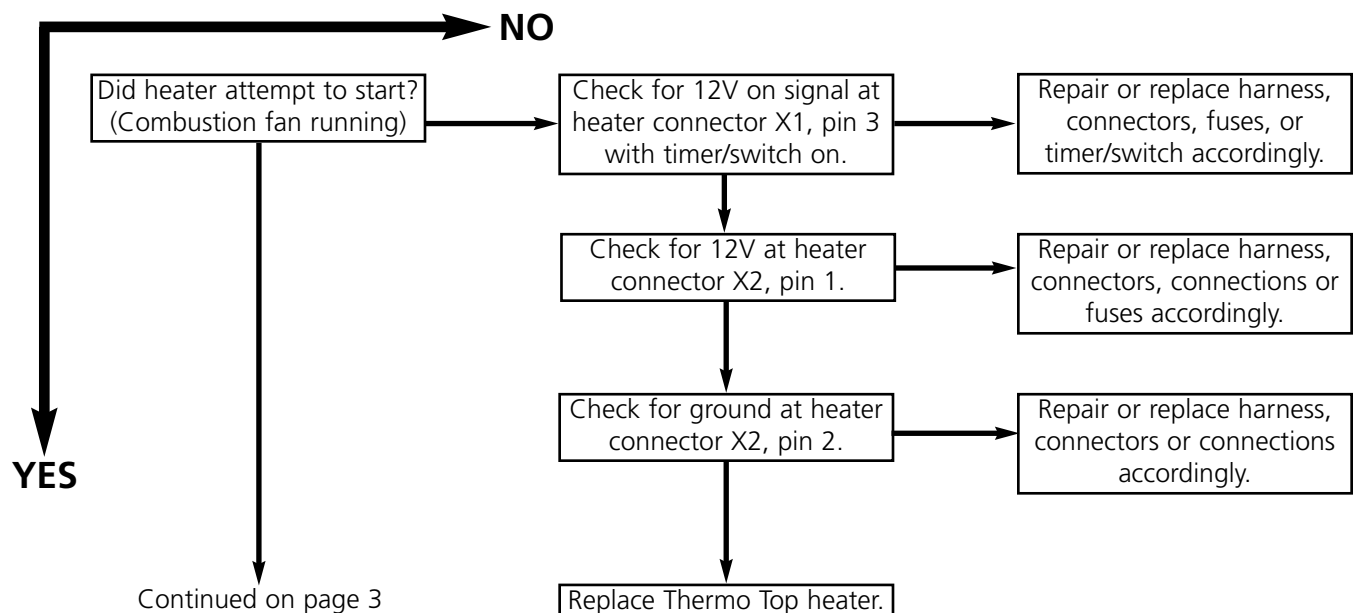 NO
Did heater attempt to start?
(Combustion fan running)
Check for 12V on signal at
heater connector X1, pin 3
with timer/switch on.
Repair or replace harness,
connectors, fuses, or
timer/switch accordingly.
Check for 12V at heater
connector X2, pin 1.
Repair or replace harness,
connectors, connections or
fuses accordingly.
Check for ground at heater
connector X2, pin 2.
Repair or replace harness,
connectors or connections
accordingly.
YES
Continued on page 3
Replace Thermo Top heater.